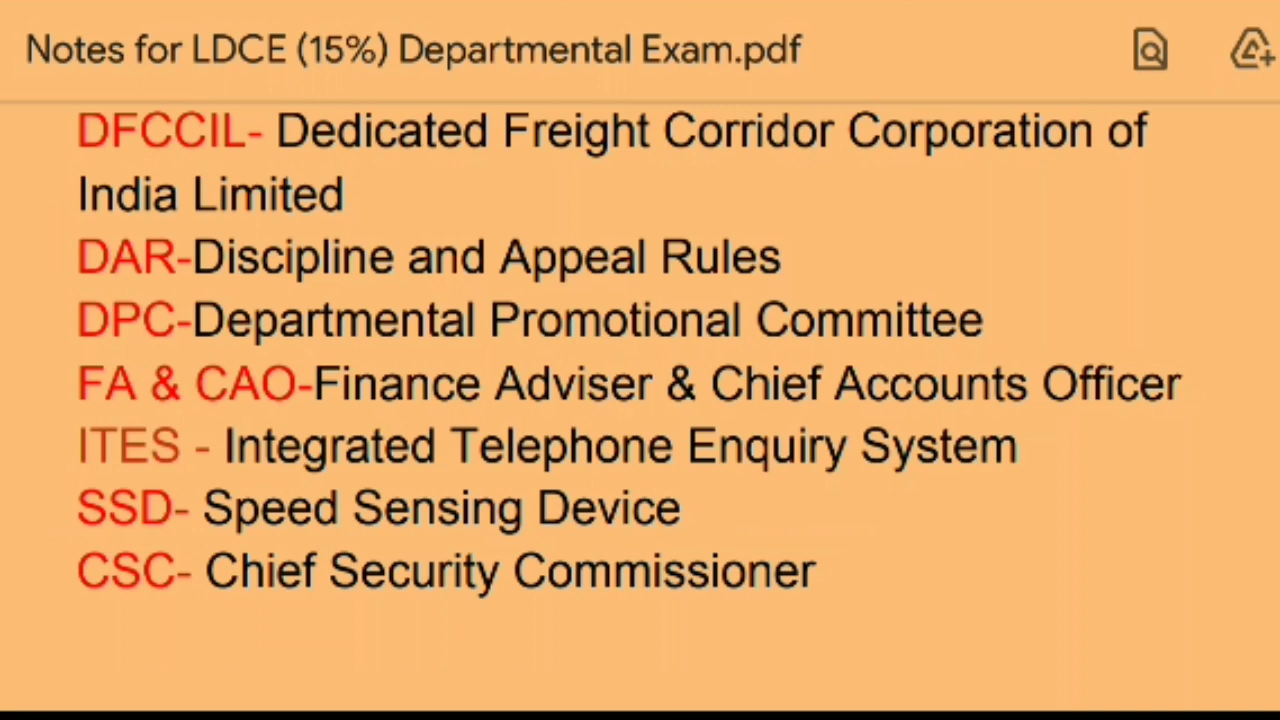 Notes for LDCE (15%) Departmental Exam.pdf
DFCCIL- Dedicated Freight Corridor Corporation of
India Limited
DAR-Discipline and Appeal Rules
DPC-Departmental Promotional Committee
FA & CAO-Finance Adviser & Chief Accounts Officer
ITES - Integrated Telephone Enquiry System
SSD- Speed Sensing Device
CSC- Chief Security Commissioner